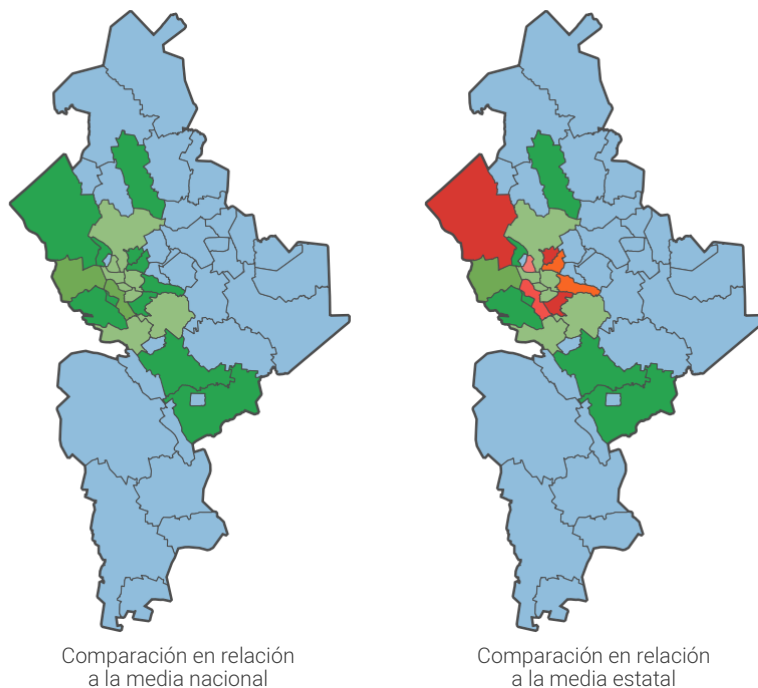 Comparación en relación
a la media nacional
Comparación en relación
a la media estatal